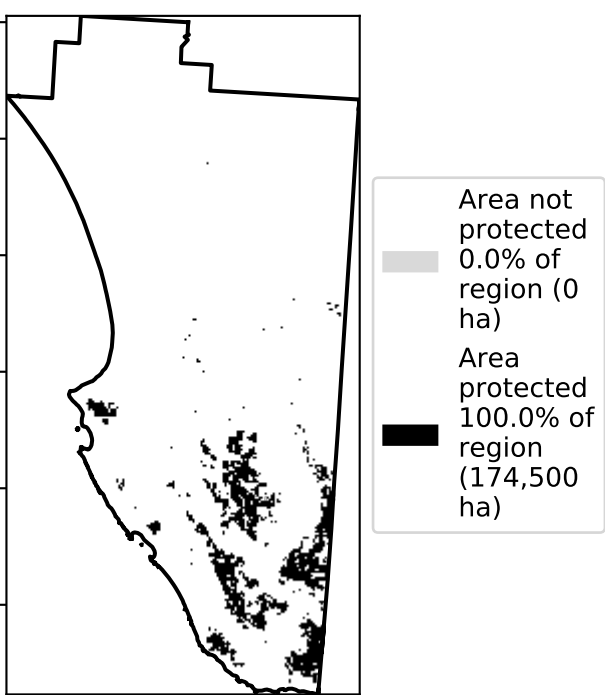 Area not
protected
0.0% of
region (0
ha)
Area
protected
100.0% of
region
(174,500
ha)